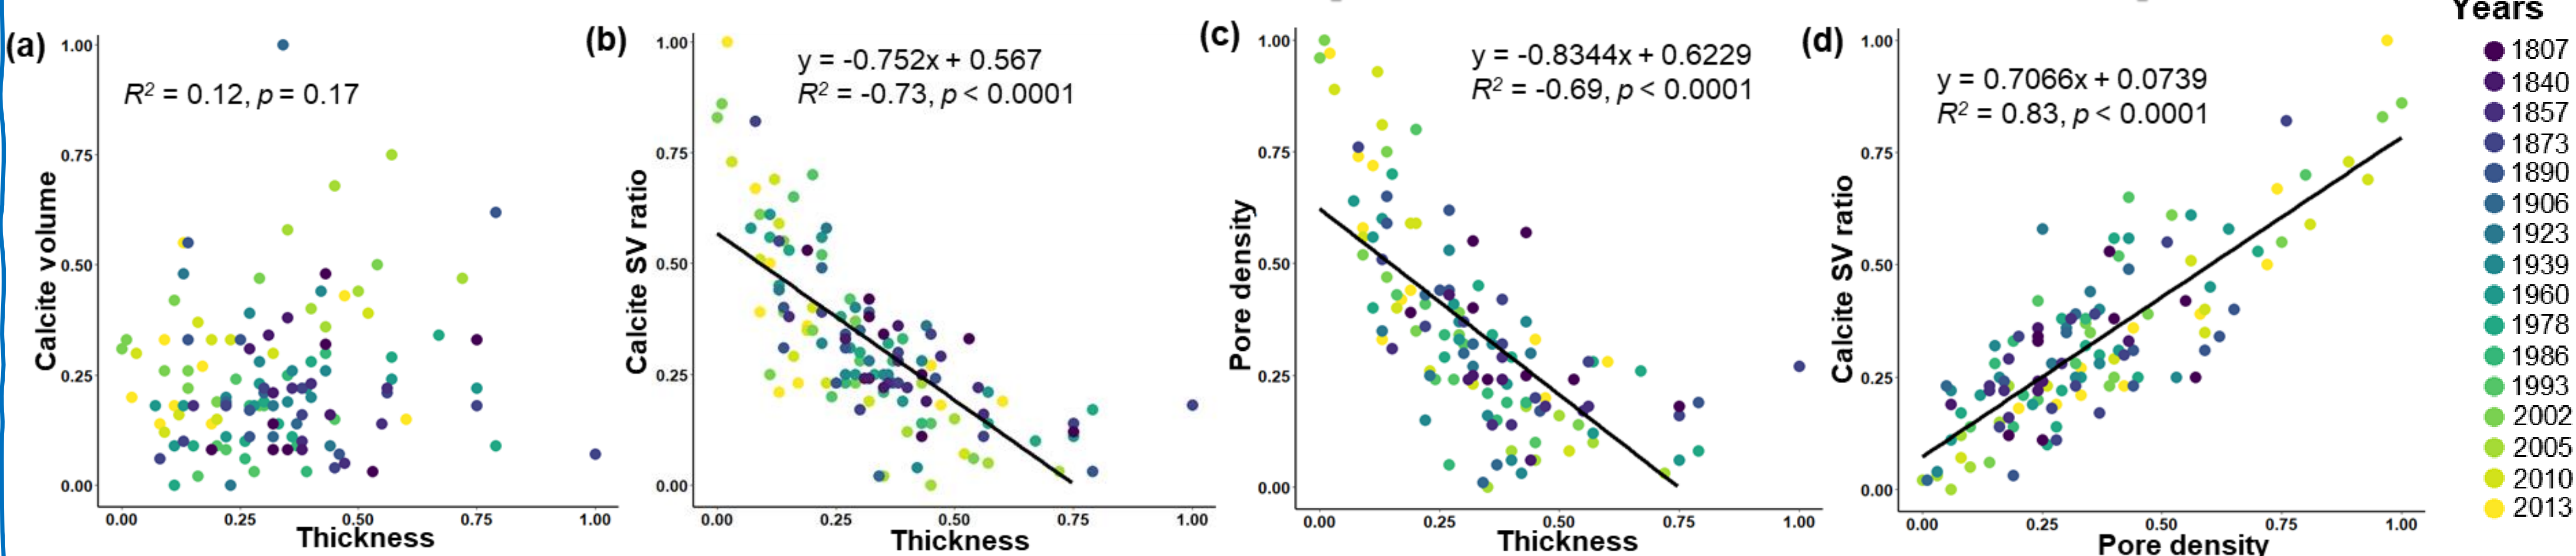 (a)
R² = 0.12, p = 0.17
Calcite volume
1.00
0.75
0.50
0.25
0.00
0.00 0.25 0.50 0.75 1.00
Thickness
(b)
y = -0.752x + 0.567
R² = -0.73, p < 0.0001
Calcite SV ratio
1.00
0.75
0.50
0.25
0.00
0.00 0.25 0.50 0.75 1.00
Thickness
(c)
y = -0.8344x + 0.6229
R² = -0.69, p < 0.0001
Pore density
1.00
0.75
0.50
0.25
0.00
0.00 0.25 0.50 0.75 1.00
Thickness
(d)
y = 0.7066x + 0.0739
R² = 0.83, p < 0.0001
Calcite SV ratio
1.00
0.75
0.50
0.25
0.00
0.00 0.25 0.50 0.75 1.00
Pore density
Years
1807
1840
1857
1873
1890
1906
1923
1939
1960
1978
1986
1993
2002
2005
2010
2013